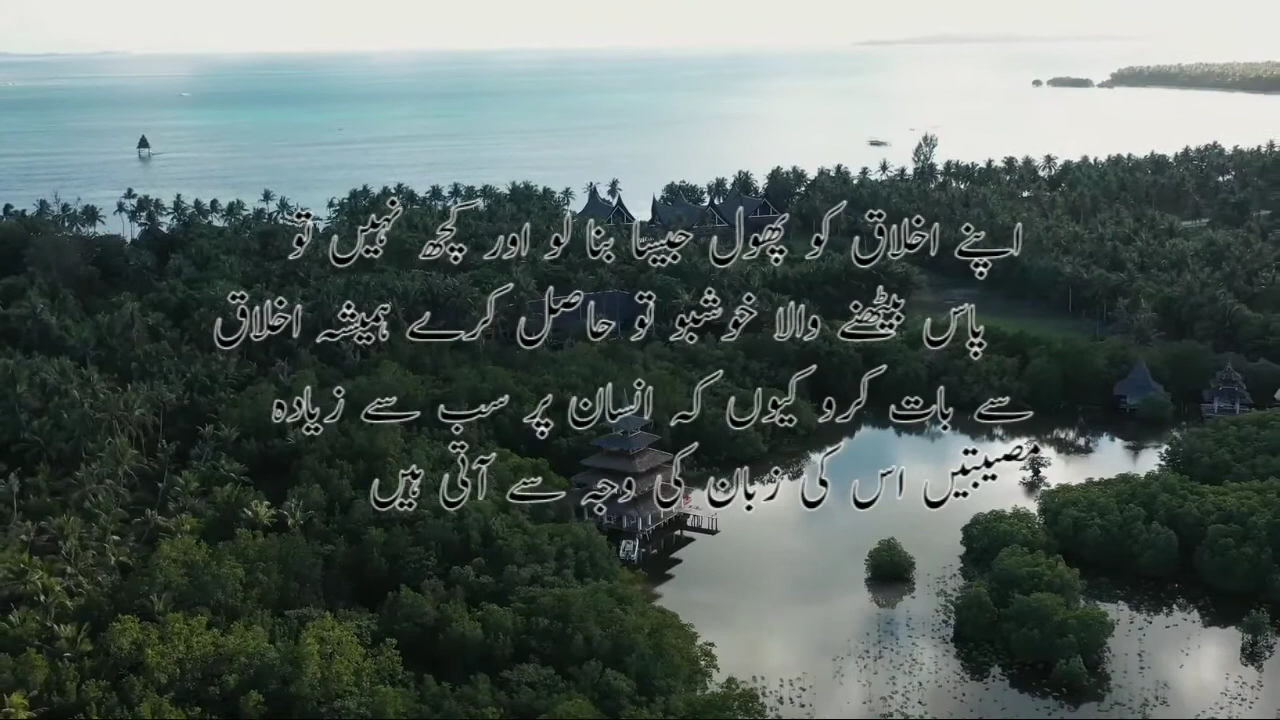 اپنے اخلاق کو پھول جیسا بنا لو اور کچھ نہیں تو
پاس بیٹھنے والا خوشبو تو حاصل کرے ہمیشہ اخلاق
سے بات کرو کیوں کہ انسان پر سب سے زیادہ
مصیبتیں اس کی زبان کی وجہ سے آتی ہیں